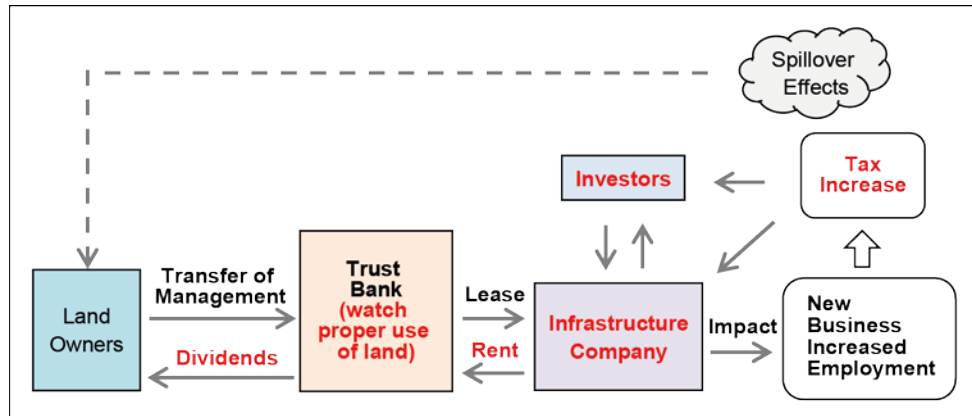 Spillover
Effects
Tax
Increase
Investors
Land
Owners
Transfer of
Management
Dividends
Trust
Bank
(watch
proper use
of land)
Lease
Rent
Infrastructure
Company
Impact
New
Business
Increased
Employment